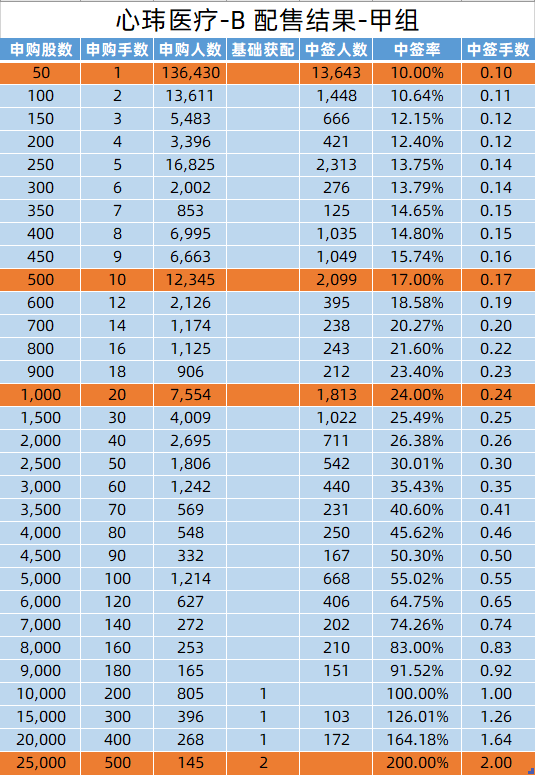 心玮医疗-B 配售结果-甲组
申购股数 申购手数 申购人数 基础获配 中签人数 中签率 中签手数
50 1 136,430 13,643 10.00% 0.10
100 2 13,611 1,448 10.64% 0.11
150 3 5,483 666 12.15% 0.12
200 4 3,396 421 12.40% 0.12
250 5 16,825 2,313 13.75% 0.14
300 6 2,002 276 13.79% 0.14
350 7 853 125 14.65% 0.15
400 8 6,995 1,035 14.80% 0.15
450 9 6,663 1,049 15.74% 0.16
500 10 12,345 2,099 17.00% 0.17
600 12 2,126 395 18.58% 0.19
700 14 1,174 238 20.27% 0.20
800 16 1,125 243 21.60% 0.22
900 18 906 212 23.40% 0.23
1,000 20 7,554 1,813 24.00% 0.24
1,500 30 4,009 1,022 25.49% 0.25
2,000 40 2,695 711 26.38% 0.26
2,500 50 1,806 542 30.01% 0.30
3,000 60 1,242 440 35.43% 0.35
3,500 70 569 231 40.60% 0.41
4,000 80 548 250 45.62% 0.46
4,500 90 332 167 50.30% 0.50
5,000 100 1,214 668 55.02% 0.55
6,000 120 627 406 64.75% 0.65
7,000 140 272 202 74.26% 0.74
8,000 160 253 210 83.00% 0.83
9,000 180 165 151 91.52% 0.92
10,000 200 805 1 100.00% 1.00
15,000 300 396 1 103 126.01% 1.26
20,000 400 268 1 172 164.18% 1.64
25,000 500 145 2 200.00% 2.00